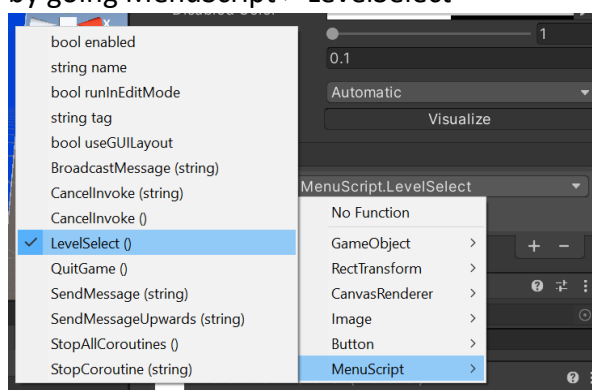 by going MenuScript > LevelSelect
Disabled Color
1
0.1
Automatic
Visualize
MenuScript.LevelSelect
bool enabled
string name
bool runInEditMode
string tag
bool useGUILayout
BroadcastMessage (string)
CancelInvoke (string)
CancelInvoke ()
LevelSelect ()
QuitGame ()
SendMessage (string)
SendMessageUpwards (string)
StopAllCoroutines ()
StopCoroutine (string)
No Function
GameObject
RectTransform
CanvasRenderer
Image
Button
MenuScript